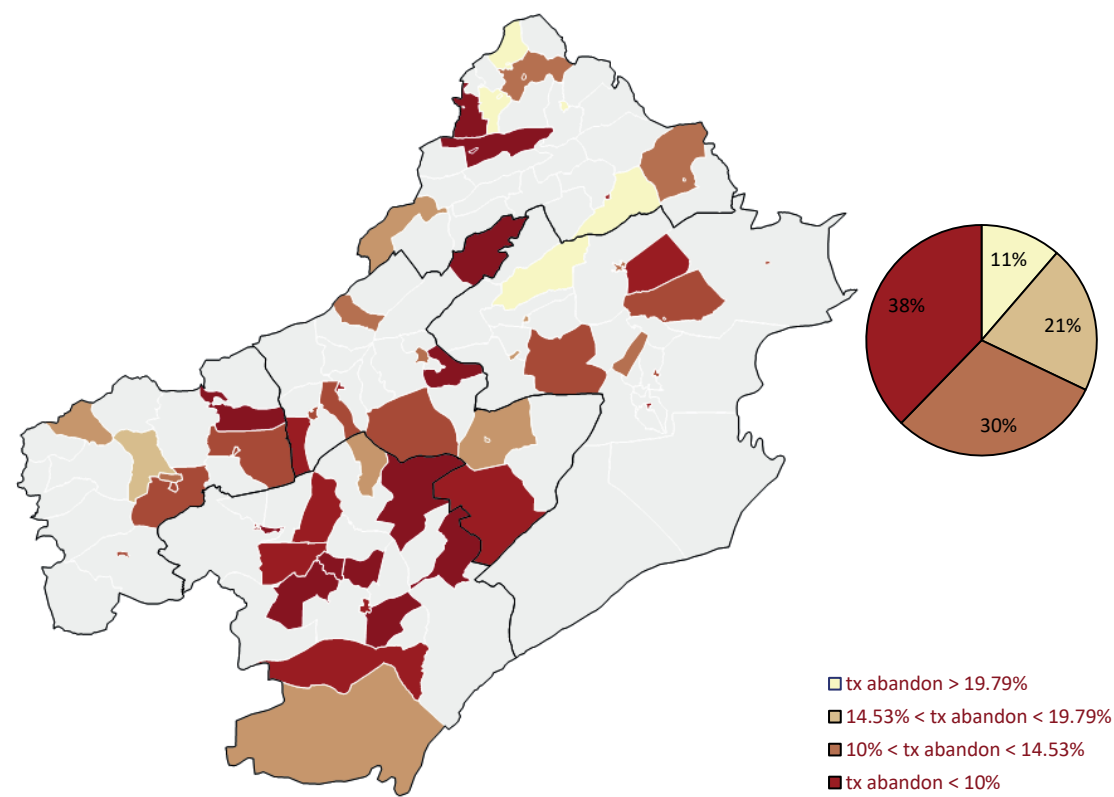 11%
38%
21%
30%
tx abandon > 19.79%
14.53% < tx abandon < 19.79%
10% < tx abandon < 14.53%
tx abandon < 10%